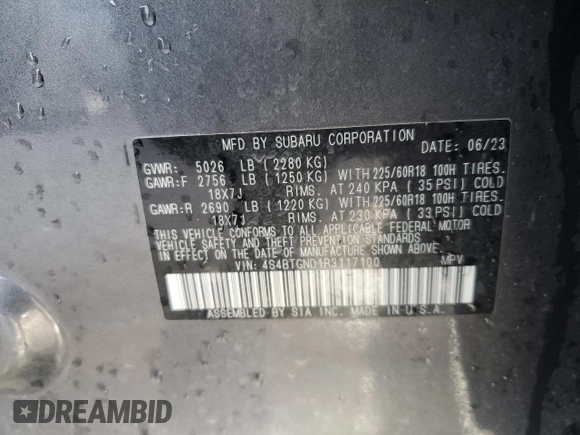 MFD BY SUBARU CORPORATION DATE: 06/23
GVWR: 5026 LB (2280 KG)
GAWR:F 2756 LB (1250 KG) WITH 225/60R18 100H TIRES.
18X7J RIMS. AT 240 KPA (35 PSI) COLD
GAWR:R 2690 LB (1220 KG) WITH 225/60R18 100H TIRES.
18X7J RIMS. AT 230 KPA (33 PSI) COLD
THIS VEHICLE CONFORMS TO ALL APPLICABLE FEDERAL MOTOR
VEHICLE SAFETY, BUMPER, AND THEFT PREVENTION STANDARDS
IN EFFECT ON THE DATE OF MANUFACTURE SHOWN ABOVE.
VIN: 4S4BTGND1R3117100 MPV
ASSEMBLED BY SIA INC. MADE IN U.S.A.
DREAMBID